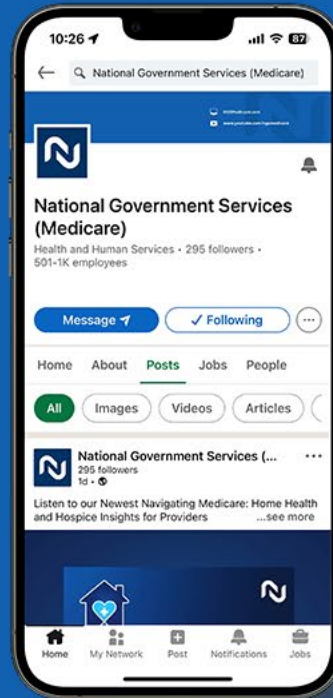 10:26
87
National Government Services (Medicare)
National Government Services
(Medicare)
Health and Human Services • 295 followers •
501-1K employees
Message
Following
Home About Posts Jobs People
All Images Videos Articles
National Government Services (...
295 followers
1d •
Listen to our Newest Navigating Medicare: Home Health
and Hospice Insights for Providers ...see more
Home My Network Post Notifications Jobs